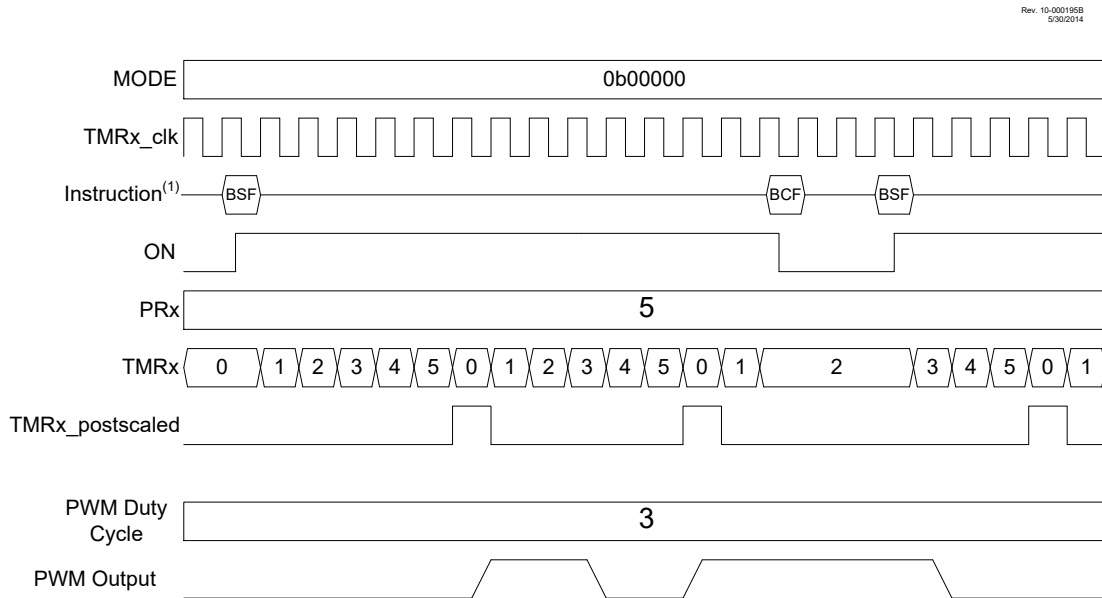 Rev. 10-000195B
5/30/2014
MODE 0b00000
TMRx_clk
Instruction(1) BSF BCF BSF
ON
PRx 5
TMRx 0 1 2 3 4 5 0 1 2 3 4 5 0 1 2 3 4 5 0 1
TMRx_postscaled
PWM Duty
Cycle 3
PWM Output